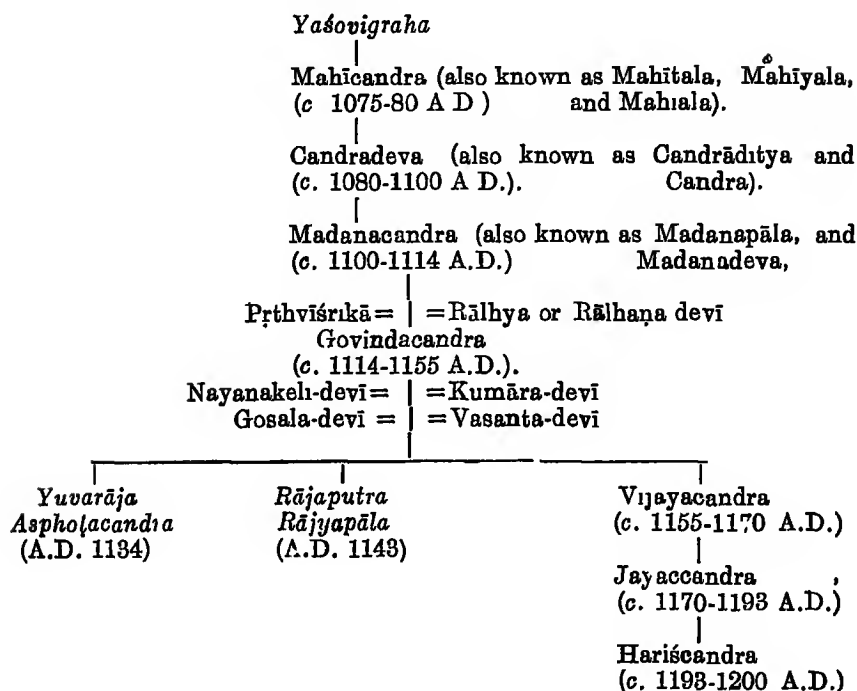 Yaśovigraha
Mahīcandra (also known as Mahītala, Mahīyala,
(c 1075-80 A D ) and Mahıala).
Candradeva (also known as Candrādıtya and
(c. 1080-1100 A D.). Candra).
Madanacandra (also known as Madanapāla, and
(c. 1100-1114 A.D.) Madanadeva,
Pṛthvīśrıkā= | =Rālhya or Rālhaṇa devī
Govindacandra
(c. 1114-1155 A.D.).
Nayanakelı-devī= | =Kumāra-devī
Gosala-devī = | =Vasanta-devī
Yuvarāja Rājaputra Vıjayacandra
Asphoṭacandıa Rājyapāla (c. 1155-1170 A.D.)
(A.D. 1134) (A.D. 1143)
Jayaccandra ,
(c. 1170-1193 A.D.)
Hariścandra
(c. 1193-1200 A.D.)